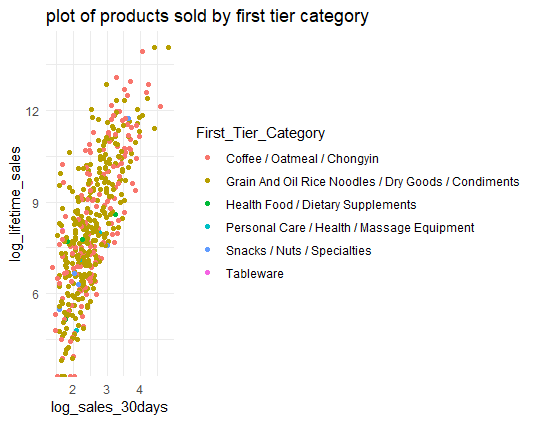 plot of products sold by first tier category
log_lifetime_sales
12
9
6
2 3 4
log_sales_30days
First_Tier_Category
Coffee / Oatmeal / Chongyin
Grain And Oil Rice Noodles / Dry Goods / Condiments
Health Food / Dietary Supplements
Personal Care / Health / Massage Equipment
Snacks / Nuts / Specialties
Tableware